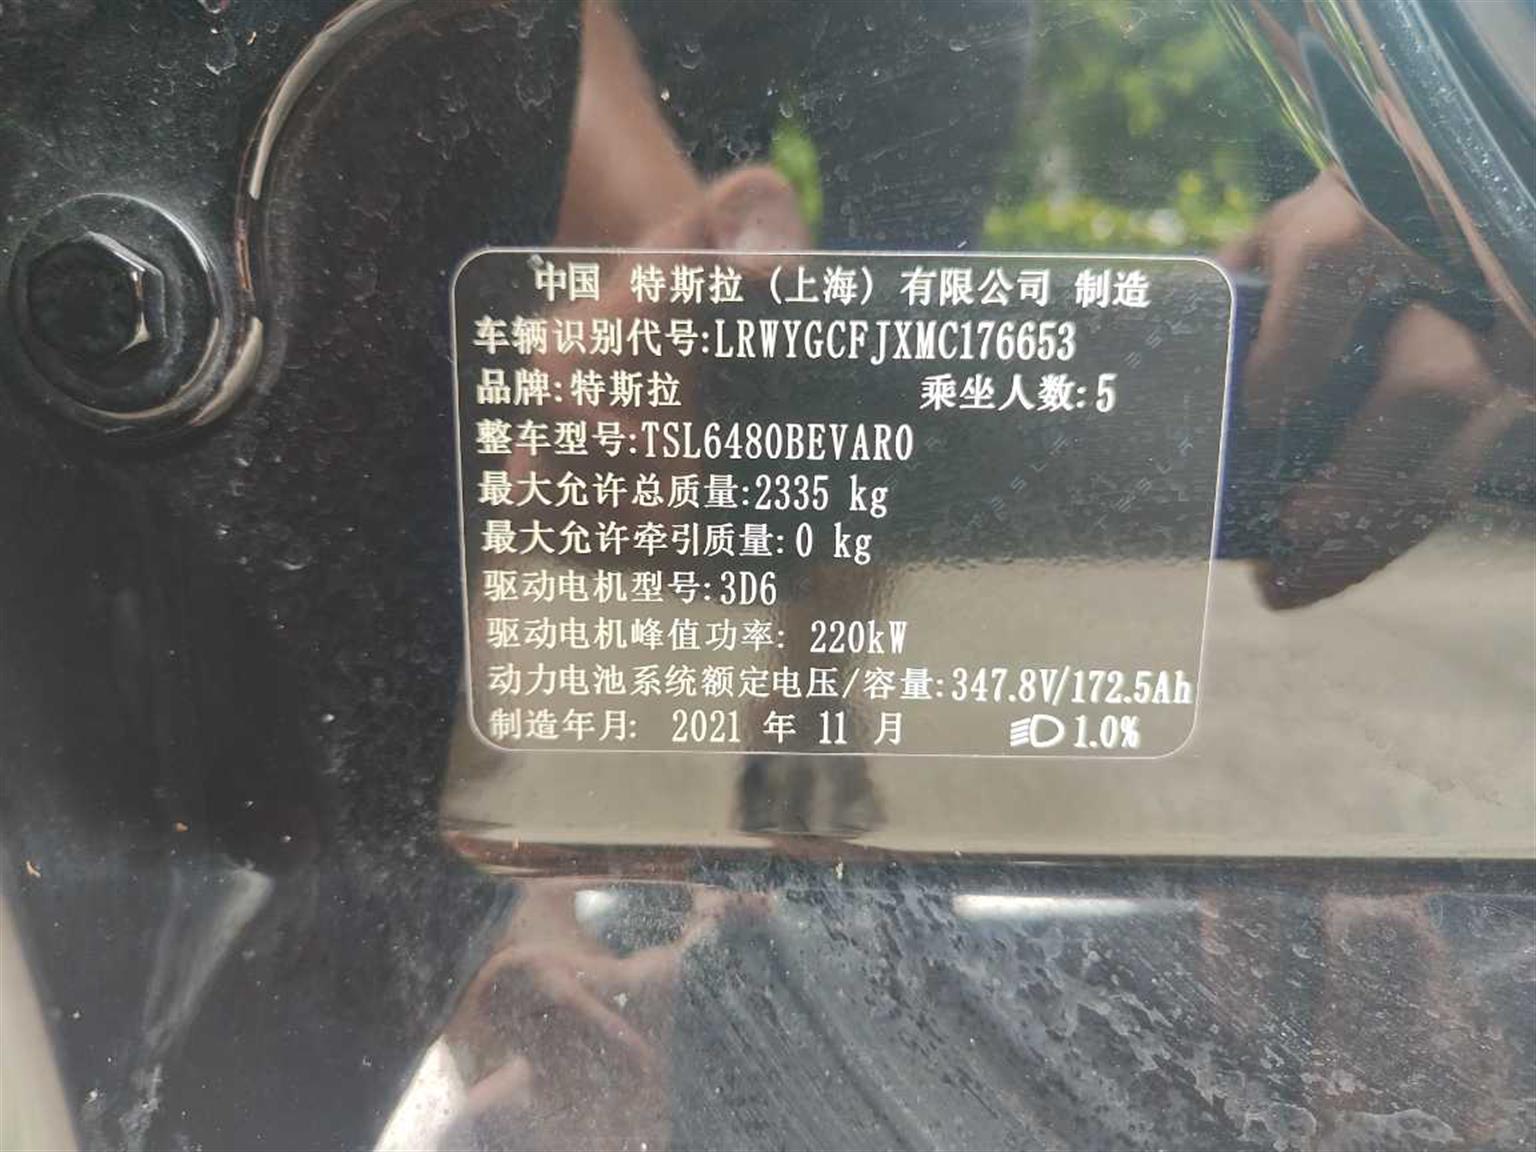 中国 特斯拉（上海）有限公司 制造
车辆识别代号:LRWYGCFJXMC176653
品牌:特斯拉 乘坐人数:5
整车型号:TSL6480BEVAR0
最大允许总质量:2335 kg
最大允许牵引质量:0 kg
驱动电机型号:3D6
驱动电机峰值功率: 220kW
动力电池系统额定电压/容量:347.8V/172.5Ah
制造年月: 2021 年 11 月 1.0%